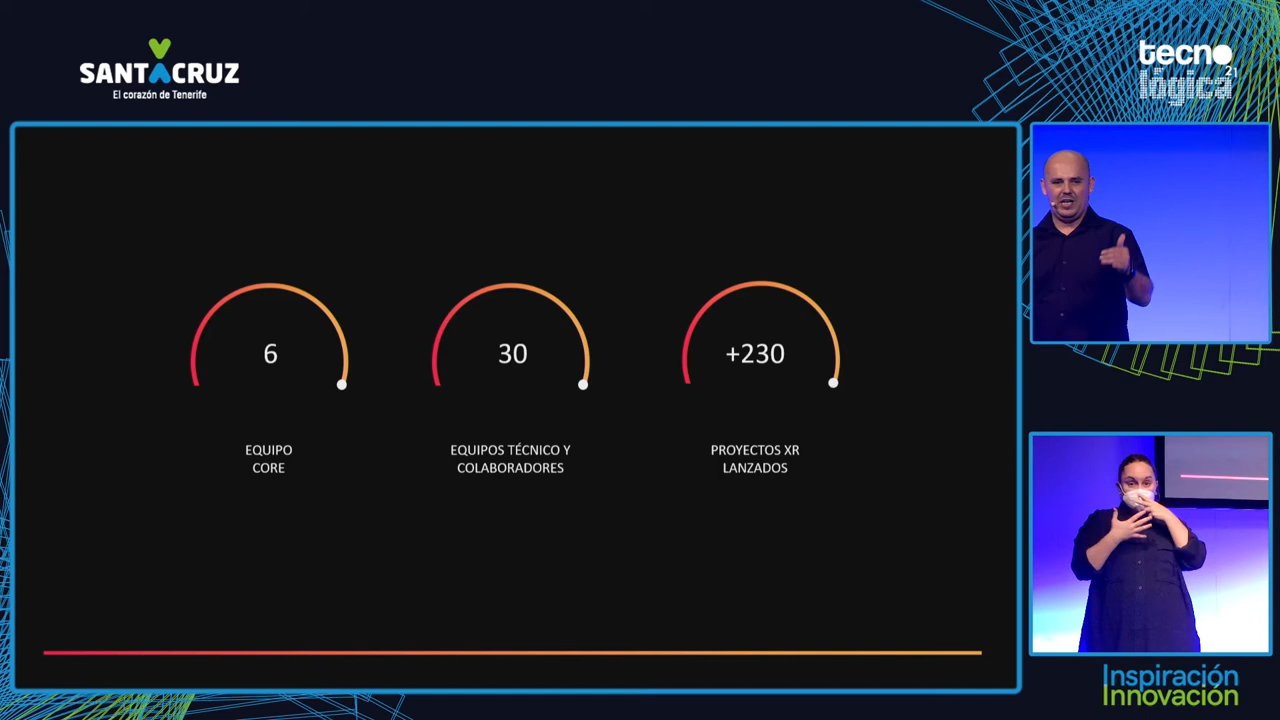 SANTACRUZ
El corazón de Tenerife
tecno
lógica
21
6
30
+230
EQUIPO
CORE
EQUIPOS TÉCNICO Y
COLABORADORES
PROYECTOS XR
LANZADOS
Inspiración
Innovación